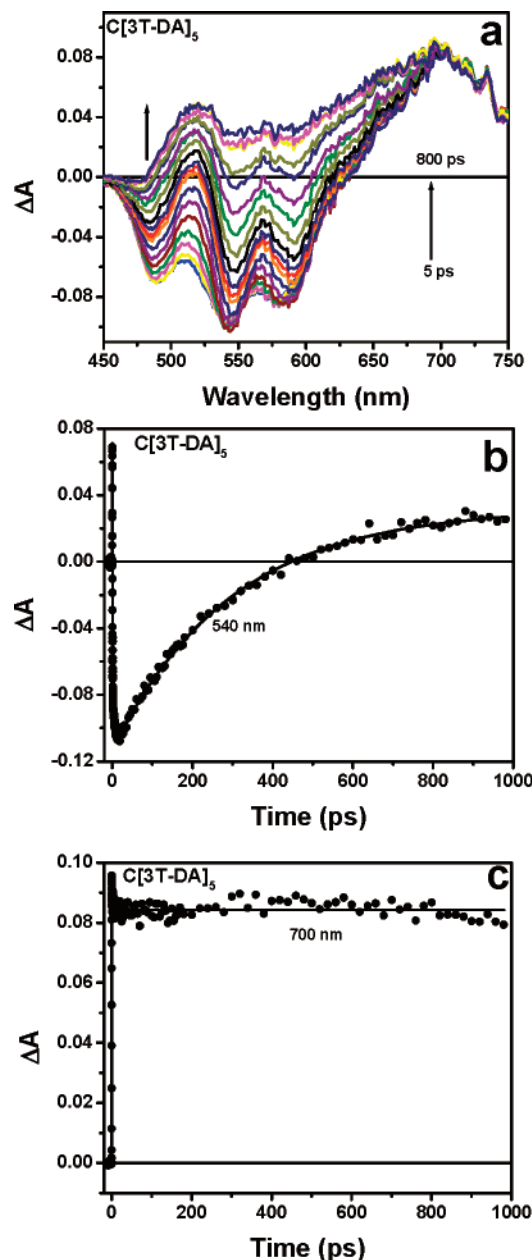 C[3T-DA]5
a
0.08
0.04
0.00
-0.04
-0.08
ΔA
800 ps
5 ps
450 500 550 600 650 700 750
Wavelength (nm)
C[3T-DA]5
b
0.08
0.04
0.00
-0.04
-0.08
-0.12
ΔA
540 nm
0 200 400 600 800 1000
Time (ps)
C[3T-DA]5
c
0.10
0.08
0.06
0.04
0.02
0.00
ΔA
700 nm
0 200 400 600 800 1000
Time (ps)